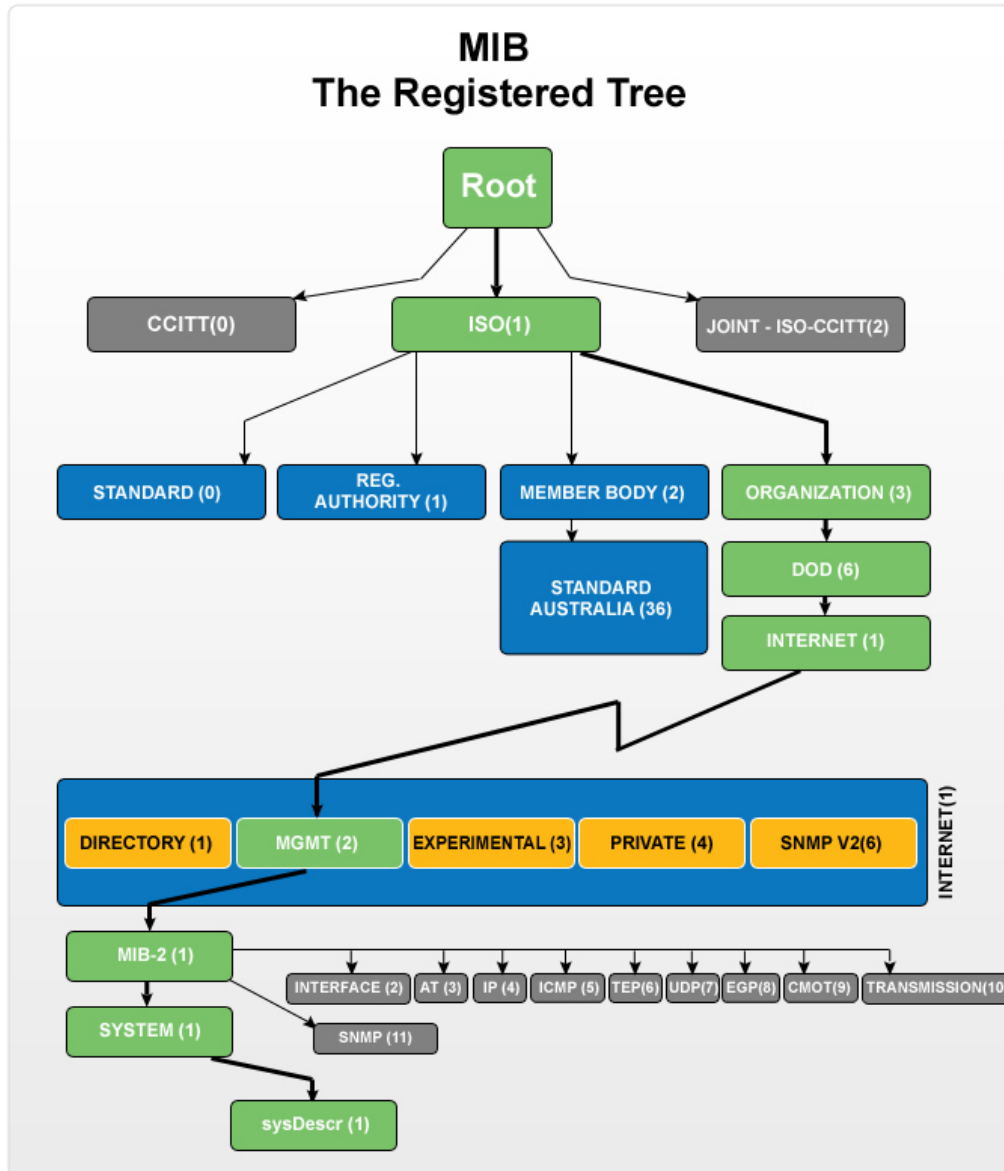 MIB
The Registered Tree
Root
CCITT(0)
ISO(1)
JOINT - ISO-CCITT(2)
STANDARD (0)
REG.
AUTHORITY (1)
MEMBER BODY (2)
ORGANIZATION (3)
STANDARD
AUSTRALIA (36)
DOD (6)
INTERNET (1)
DIRECTORY (1)
MGMT (2)
EXPERIMENTAL (3)
PRIVATE (4)
SNMP V2(6)
INTERNET(1)
MIB-2 (1)
INTERFACE (2)
AT (3)
IP (4)
ICMP (5)
TEP(6)
UDP(7)
EGP(8)
CMOT(9)
TRANSMISSION(10
SYSTEM (1)
SNMP (11)
sysDescr (1)